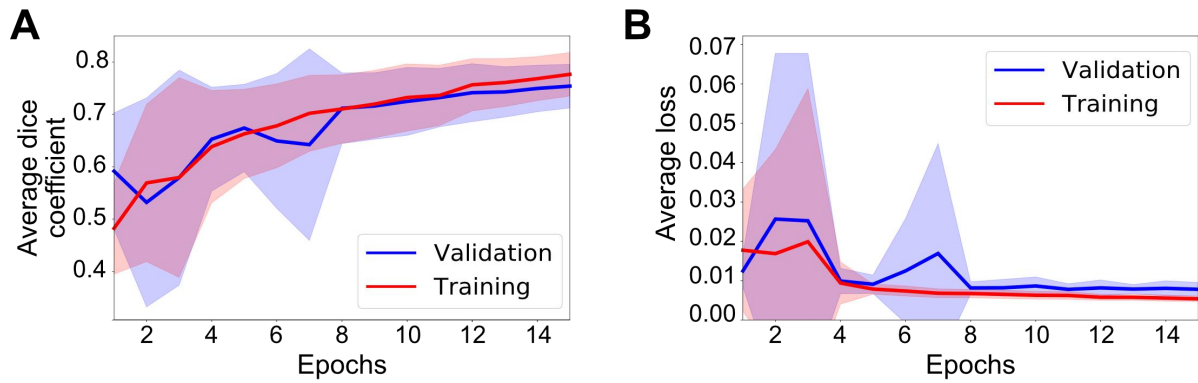 A
Average dice
coefficient
0.8
0.7
0.6
0.5
0.4
Validation
Training
2 4 6 8 10 12 14
Epochs
B
Average loss
0.07
0.06
0.05
0.04
0.03
0.02
0.01
0.00
Validation
Training
2 4 6 8 10 12 14
Epochs